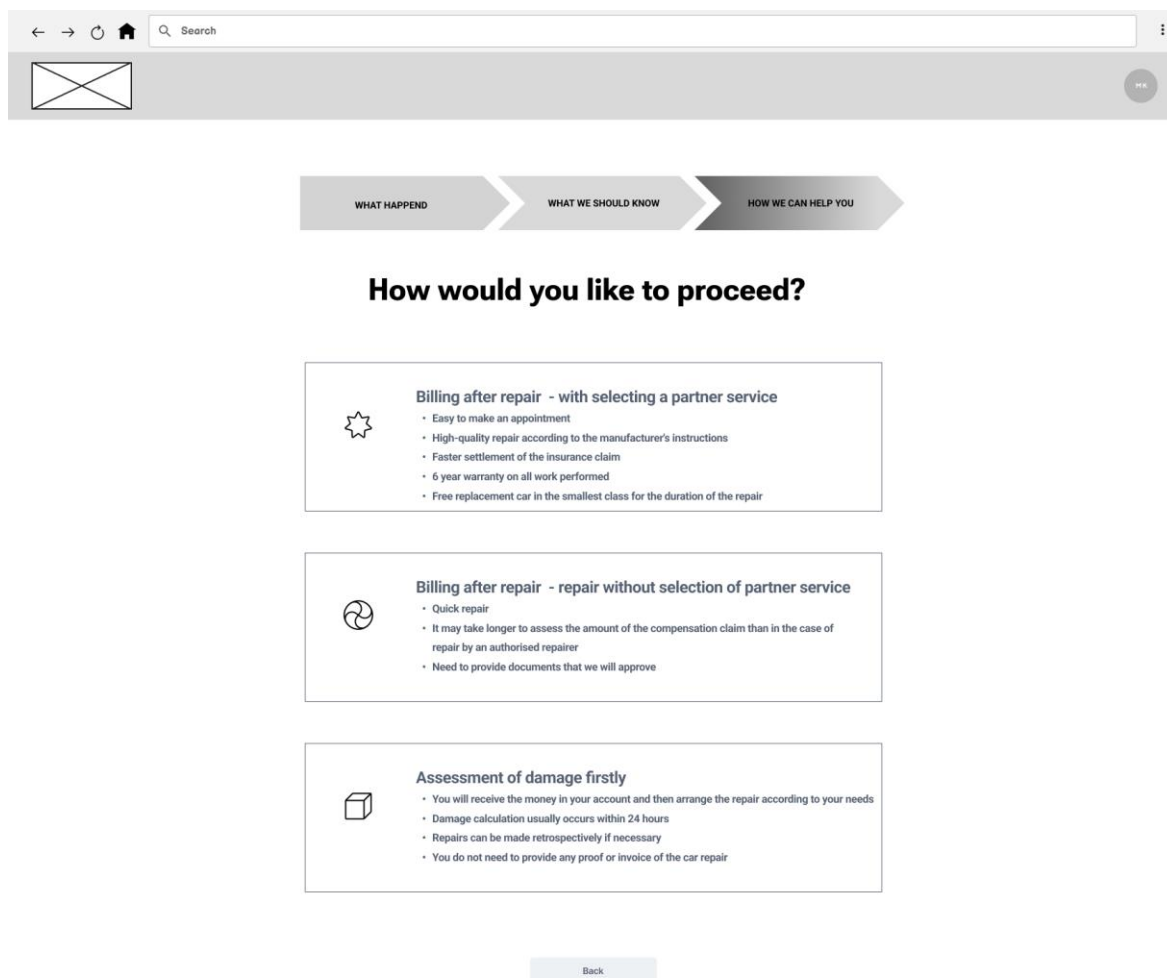 Search
MK
WHAT HAPPEND
WHAT WE SHOULD KNOW
HOW WE CAN HELP YOU
How would you like to proceed?
Billing after repair - with selecting a partner service
• Easy to make an appointment
• High-quality repair according to the manufacturer's instructions
• Faster settlement of the insurance claim
• 6 year warranty on all work performed
• Free replacement car in the smallest class for the duration of the repair
Billing after repair - repair without selection of partner service
• Quick repair
• It may take longer to assess the amount of the compensation claim than in the case of
repair by an authorised repairer
• Need to provide documents that we will approve
Assessment of damage firstly
• You will receive the money in your account and then arrange the repair according to your needs
• Damage calculation usually occurs within 24 hours
• Repairs can be made retrospectively if necessary
• You do not need to provide any proof or invoice of the car repair
Back